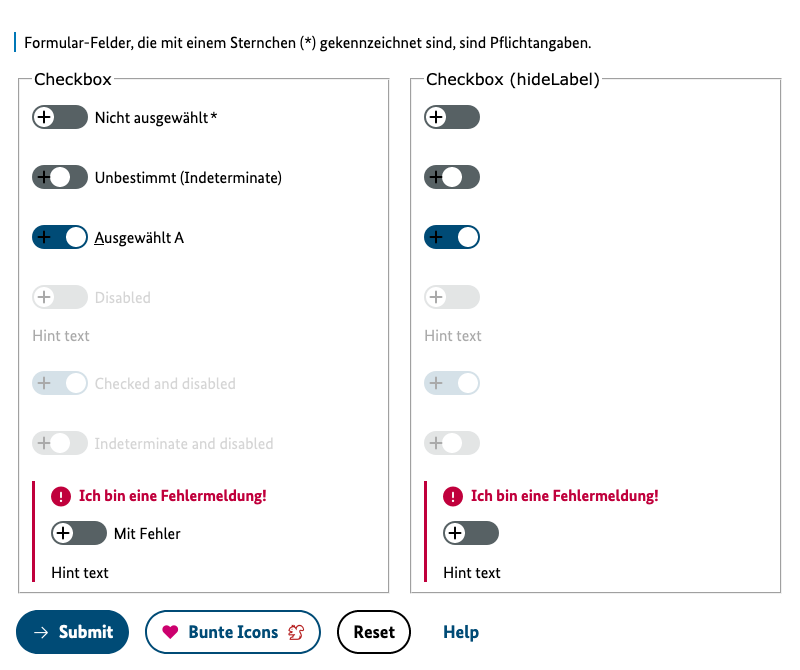 Formular-Felder, die mit einem Sternchen (*) gekennzeichnet sind, sind Pflichtangaben.
Checkbox
Nicht ausgewählt*
Unbestimmt (Indeterminate)
Ausgewählt A
Disabled
Hint text
Checked and disabled
Indeterminate and disabled
Ich bin eine Fehlermeldung!
Mit Fehler
Hint text
Checkbox (hideLabel)
Hint text
Ich bin eine Fehlermeldung!
Hint text
Submit
Bunte Icons
Reset
Help